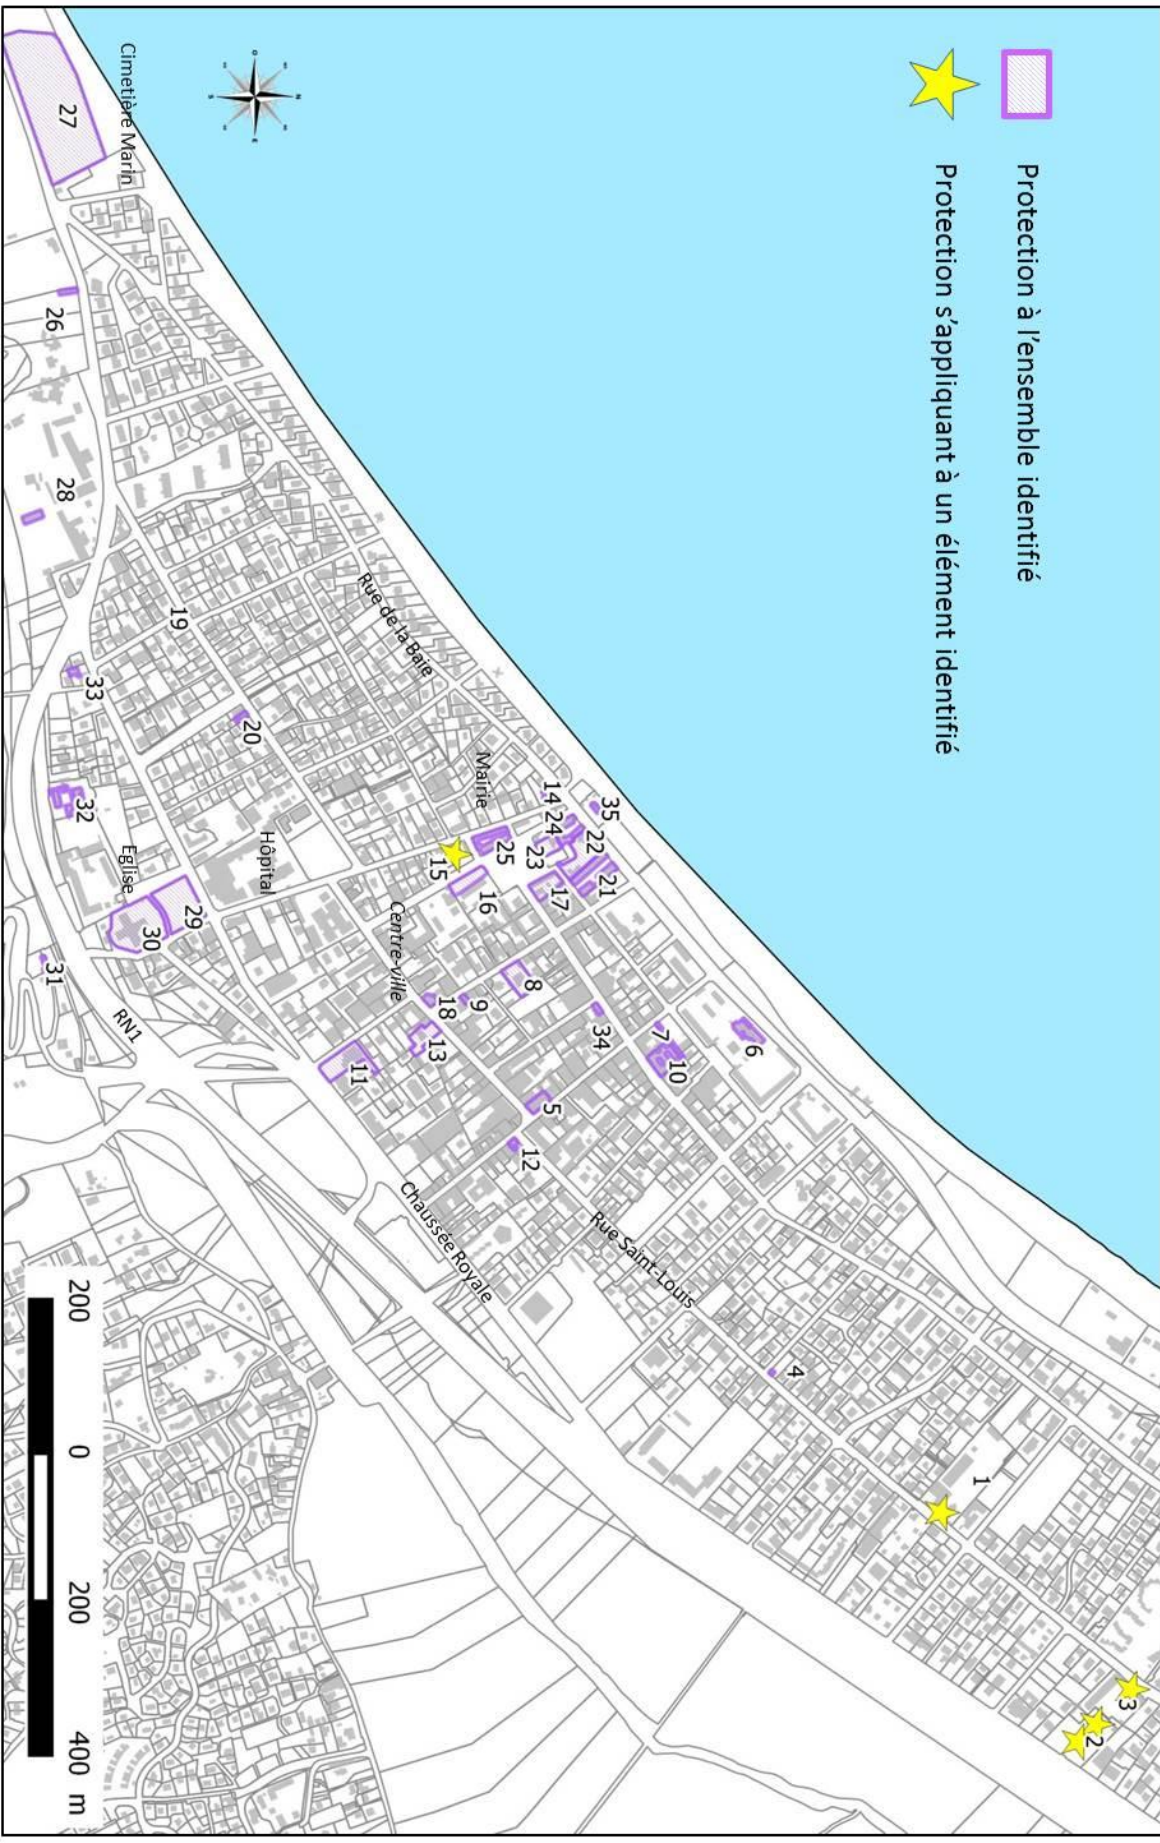 Protection à l'ensemble identifié
Protection s'appliquant à un élément identifié
Cimetière Marin
27
26
28
19
33
20
32
Rue de la Baie
Mairie
14
35
24
22
23
25
21
17
15
16
Hôpital
Eglise
29
30
31
RN1
Centre-ville
8
9
18
13
11
34
7
10
6
5
12
Chaussée Royale
Rue Saint-Louis
4
1
3
2
200 0 200 400 m